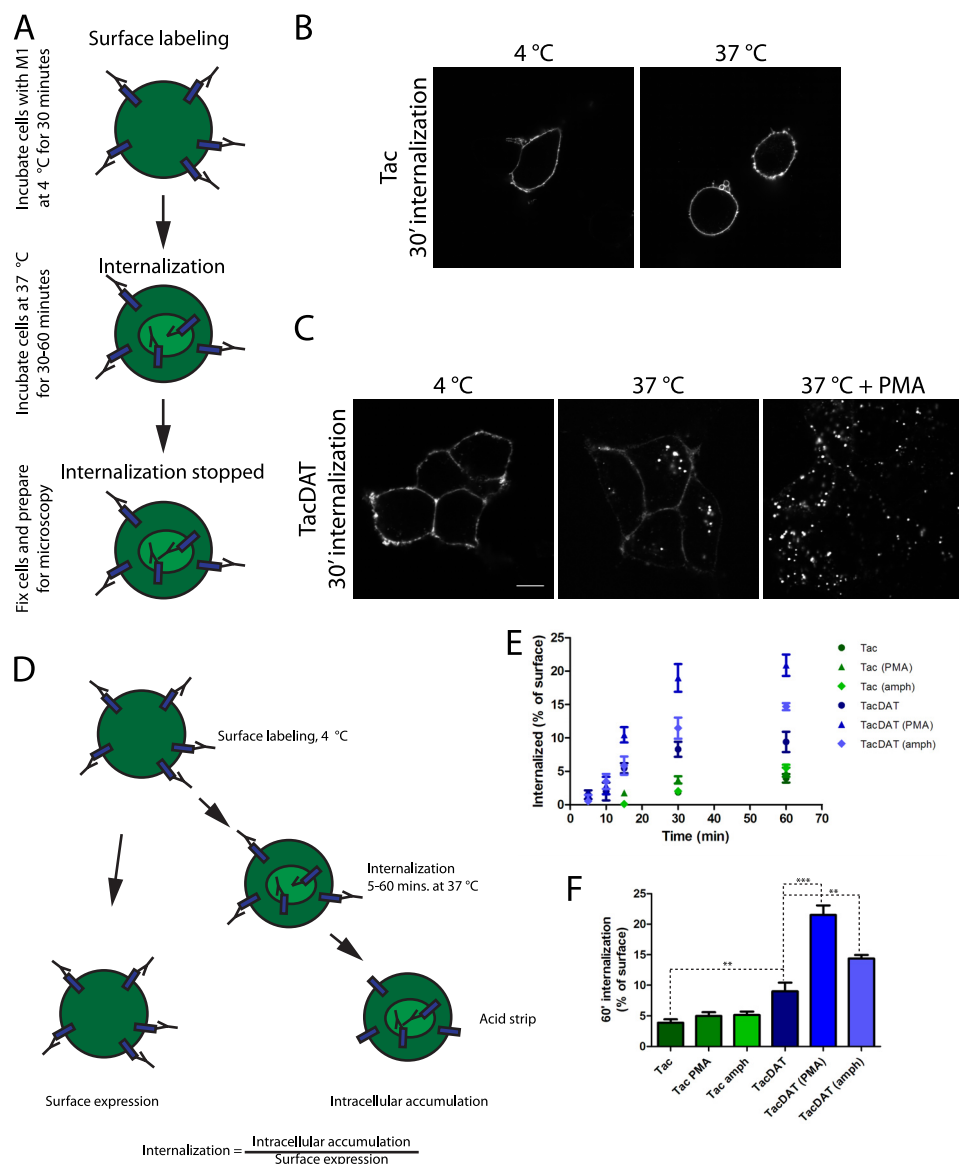 A
Surface labeling
Incubate cells with M1
at 4 °C for 30 minutes
Internalization
Incubate cells at 37 °C
for 30-60 minutes
Internalization stopped
Fix cells and prepare
for microscopy
B
4 °C
37 °C
Tac
30' internalization
C
4 °C
37 °C
37 °C + PMA
TacDAT
30' internalization
D
Surface labeling, 4 °C
Internalization
5-60 mins. at 37 °C
Acid strip
Surface expression
Intracellular accumulation
Internalization = Intracellular accumulation
Surface expression
E
Internalized (% of surface)
25
20
15
10
5
0
0
10
20
30
40
50
60
70
Time (min)
Tac
Tac (PMA)
Tac (amph)
TacDAT
TacDAT (PMA)
TacDAT (amph)
F
60' internalization
(% of surface)
30
25
20
15
10
5
0
**
***
**
Tac
Tac PMA
Tac amph
TacDAT
TacDAT (PMA)
TacDAT (amph)